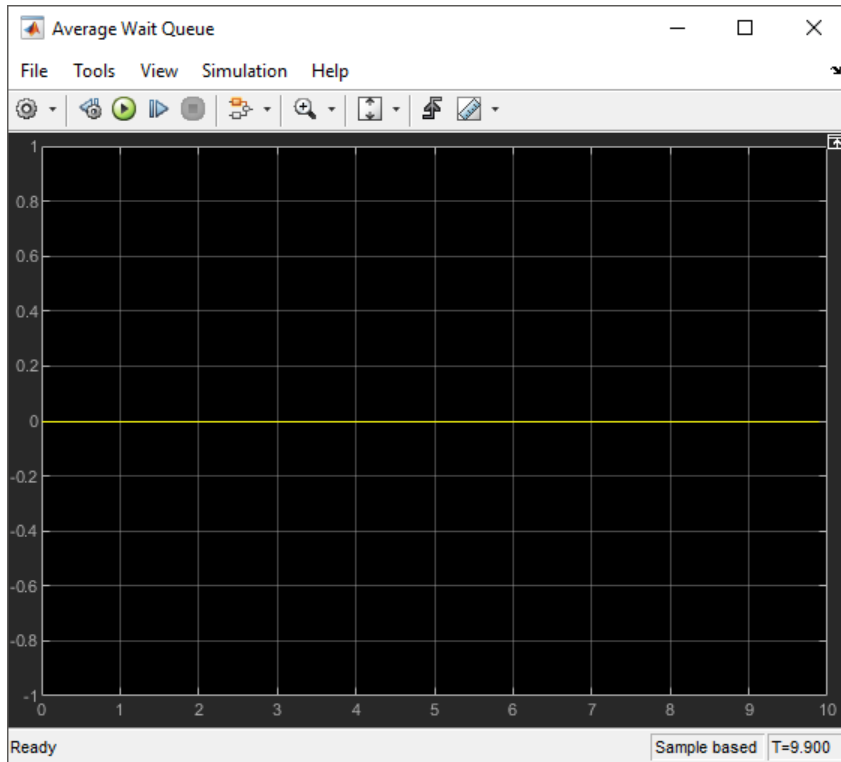 Average Wait Queue
File Tools View Simulation Help
1
0.8
0.6
0.4
0.2
0
-0.2
-0.4
-0.6
-0.8
-1
0 1 2 3 4 5 6 7 8 9 10
Ready Sample based T=9.900